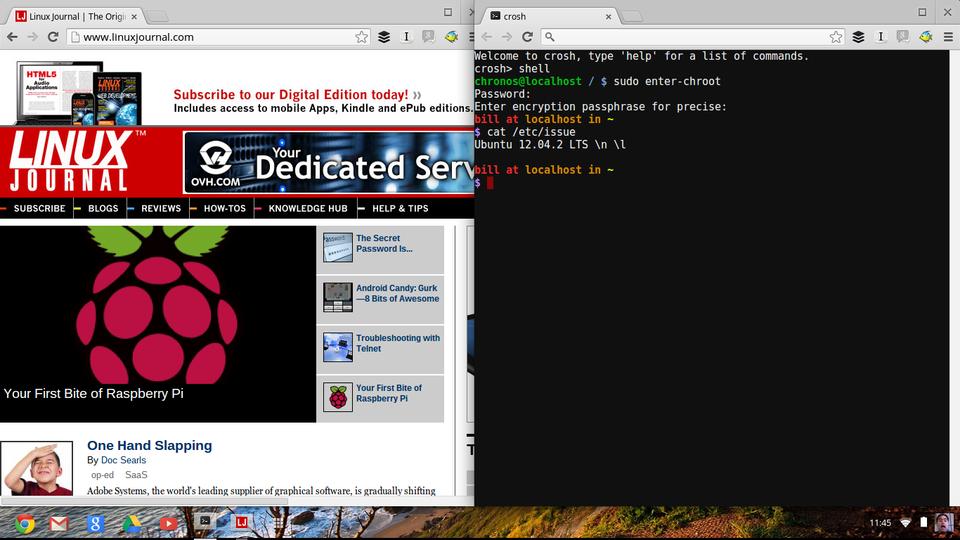 Linux Journal | The Origi
www.linuxjournal.com
HTML5
for
Audio
Applications
LINUX
Subscribe to our Digital Edition today! »
Includes access to mobile Apps, Kindle and ePub editions.
LINUX™
JOURNAL
OVH.COM
Your
Dedicated Serv
SUBSCRIBE
BLOGS
REVIEWS
HOW-TOS
KNOWLEDGE HUB
HELP & TIPS
Your First Bite of Raspberry Pi
The Secret
Password Is...
Android Candy: Gurk
—8 Bits of Awesome
Troubleshooting with
Telnet
Your First Bite of
Raspberry Pi
One Hand Slapping
By Doc Searls
op-ed SaaS
Adobe Systems, the world's leading supplier of graphical software, is gradually shifting
T
crosh
Welcome to crosh, type 'help' for a list of commands.
crosh> shell
chronos@localhost / $ sudo enter-chroot
Password:
Enter encryption passphrase for precise:
bill at localhost in ~
$ cat /etc/issue
Ubuntu 12.04.2 LTS \n \l
bill at localhost in ~
$
11:45